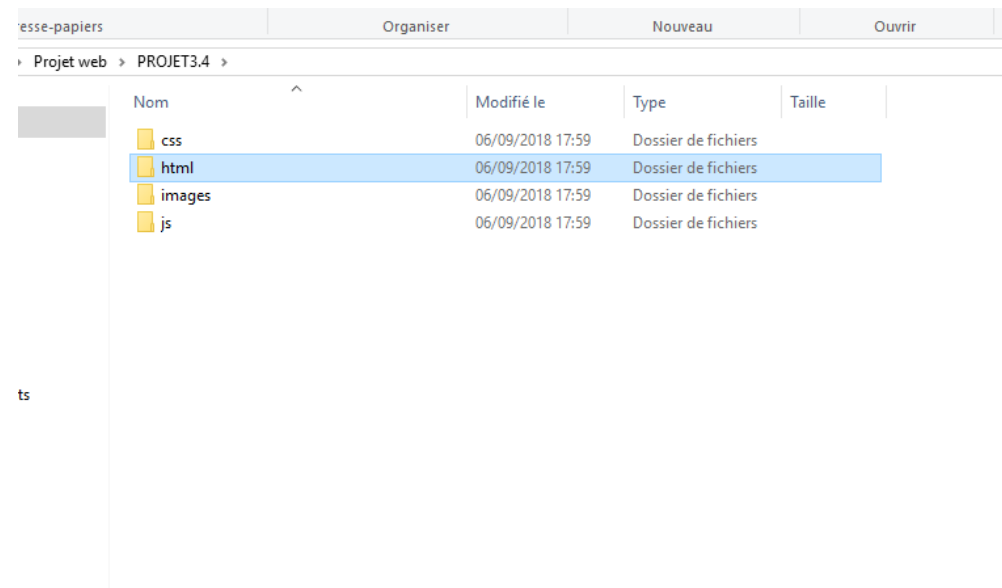 esse-papiers Organiser Nouveau Ouvrir
Projet web > PROJET3.4 >
Nom Modifié le Type Taille
css 06/09/2018 17:59 Dossier de fichiers
html 06/09/2018 17:59 Dossier de fichiers
images 06/09/2018 17:59 Dossier de fichiers
js 06/09/2018 17:59 Dossier de fichiers
ts